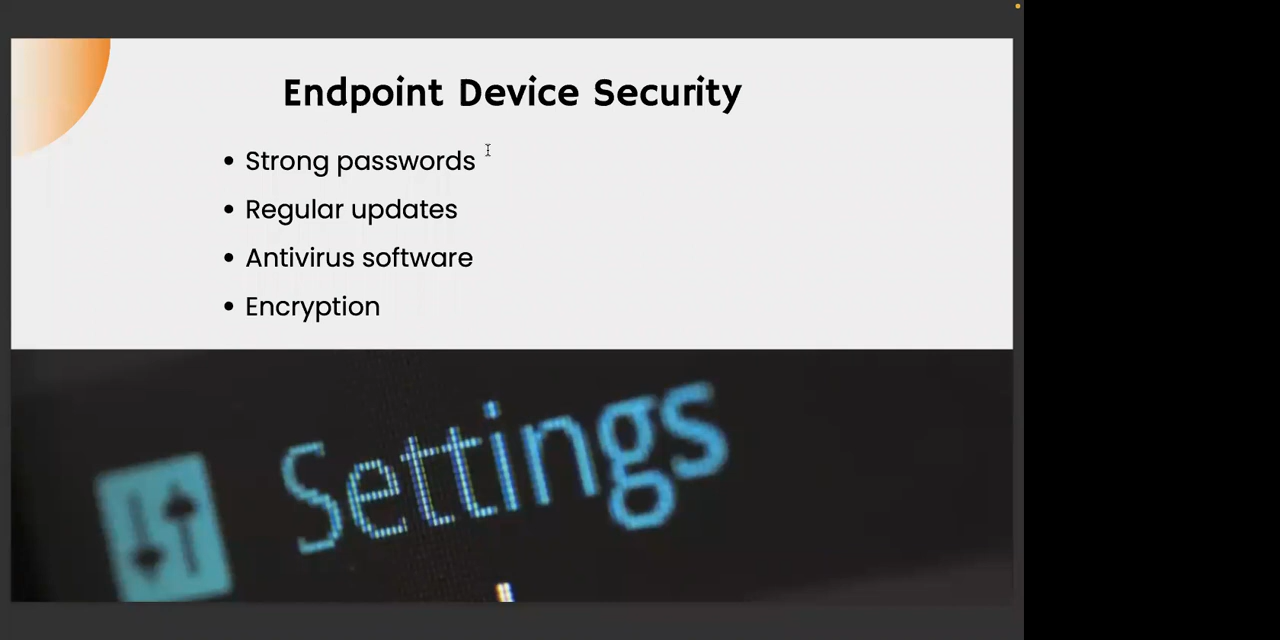 Endpoint Device Security
• Strong passwords
• Regular updates
• Antivirus software
• Encryption
Settings